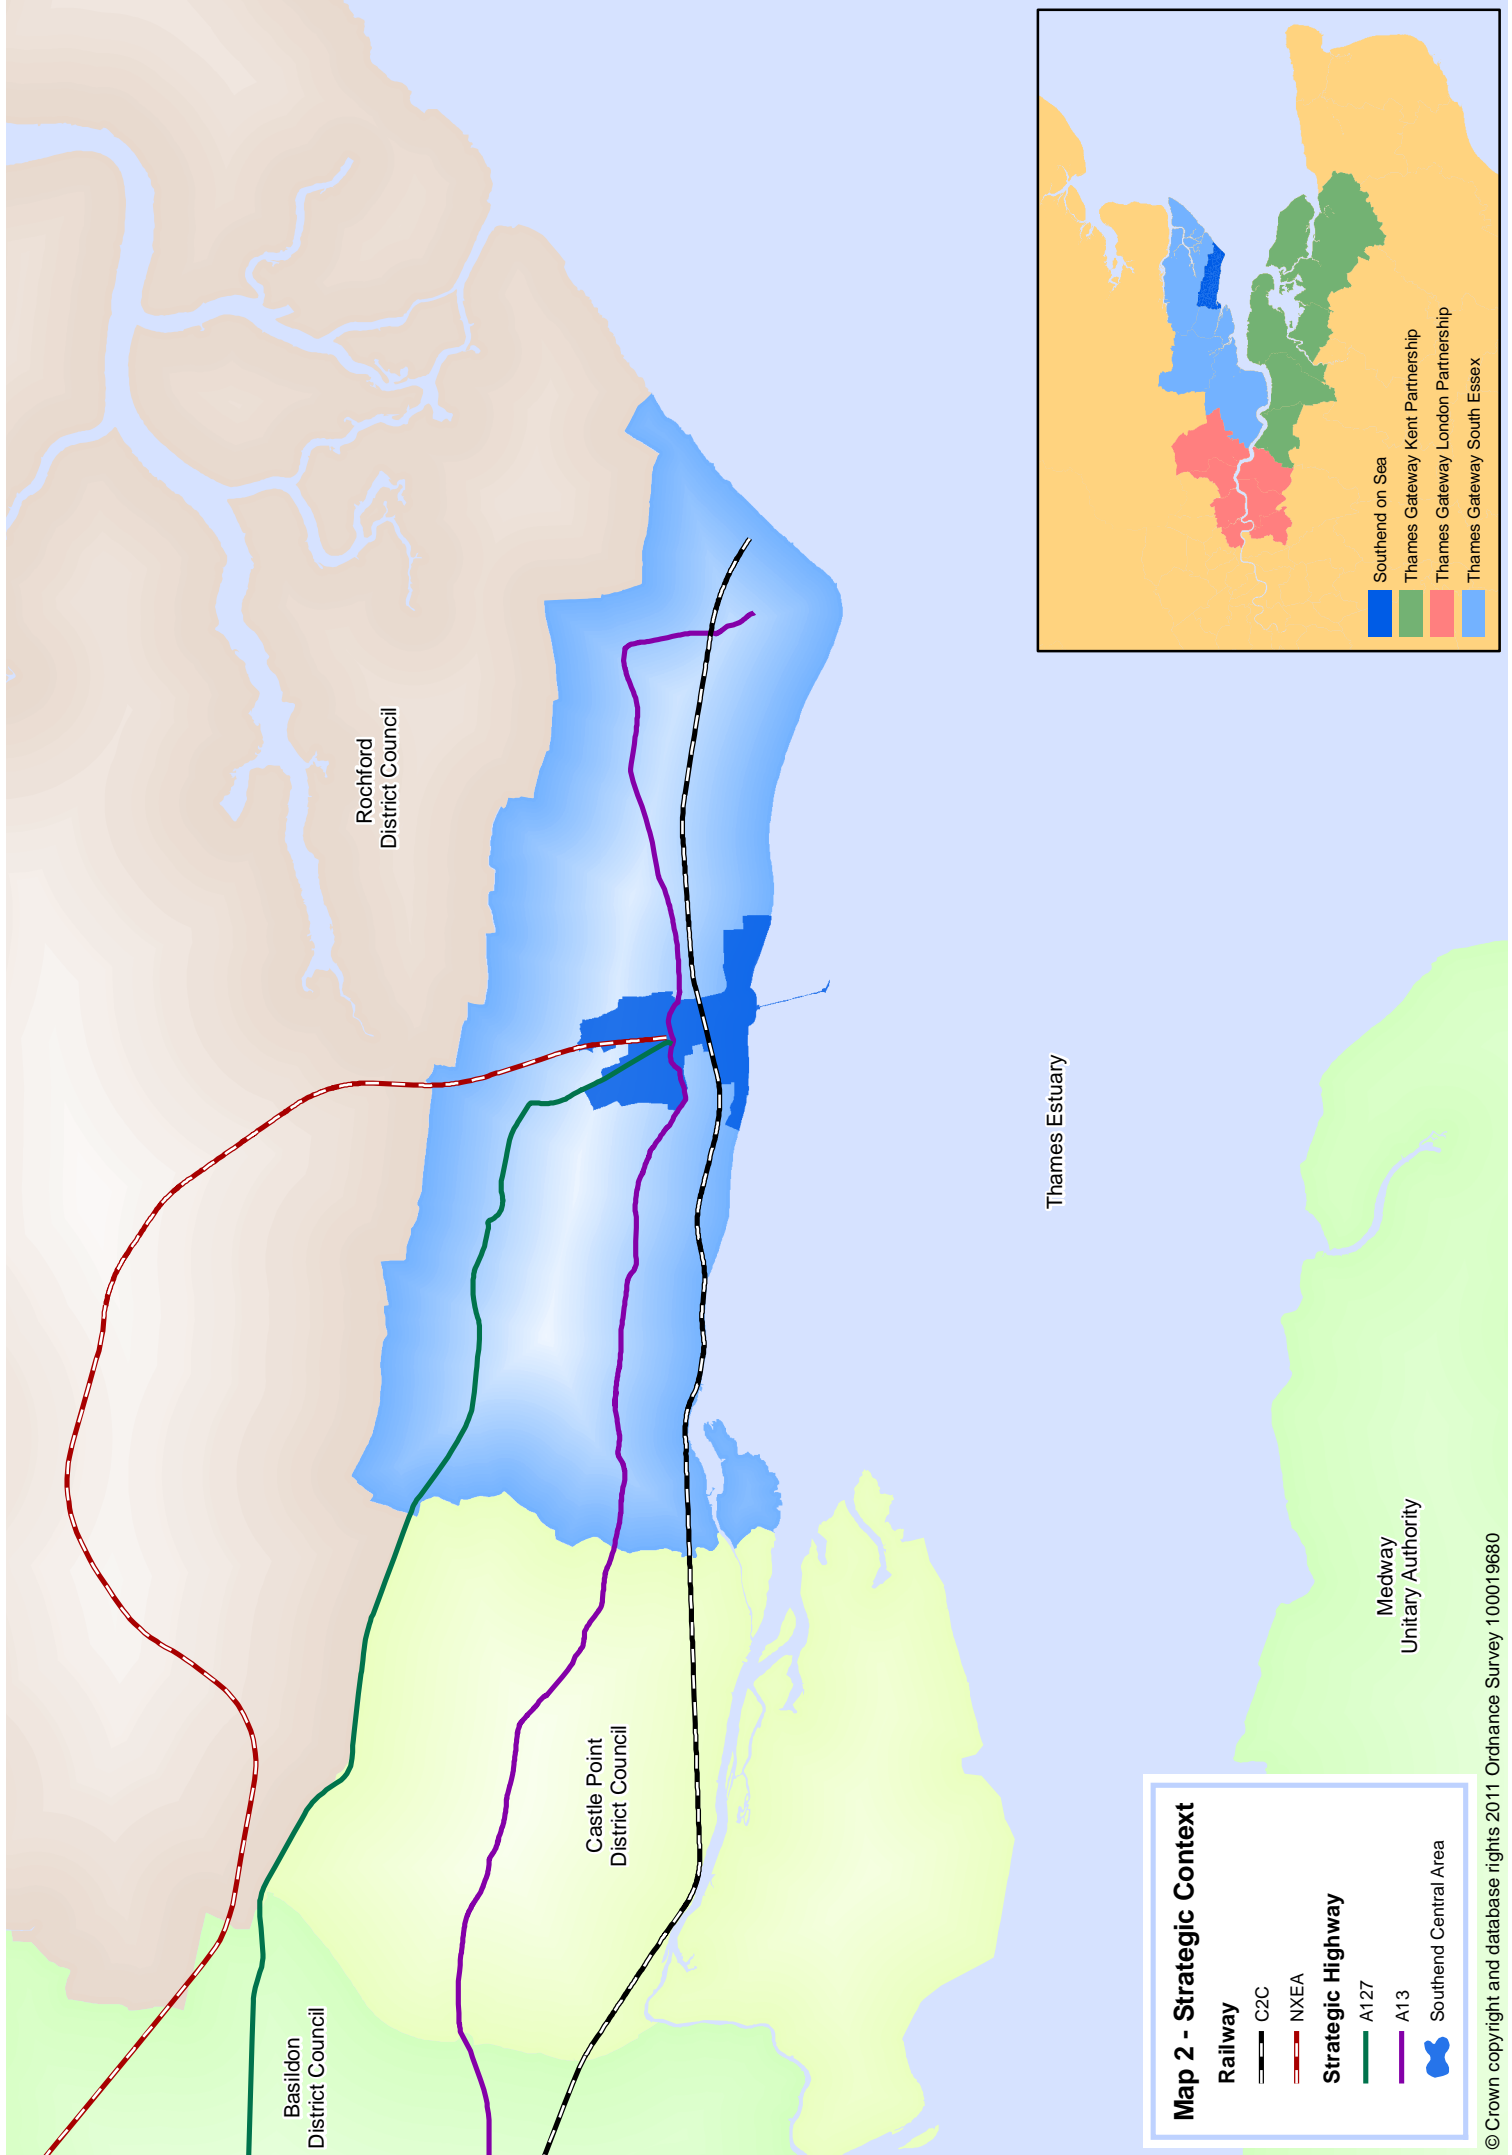 Rochford
District Council
Basildon
District Council
Castle Point
District Council
Thames Estuary
Medway
Unitary Authority
Map 2 - Strategic Context
Railway
C2C
NXEA
Strategic Highway
A127
A13
Southend Central Area
Southend on Sea
Thames Gateway Kent Partnership
Thames Gateway London Partnership
Thames Gateway South Essex
© Crown copyright and database rights 2011 Ordnance Survey 100019680